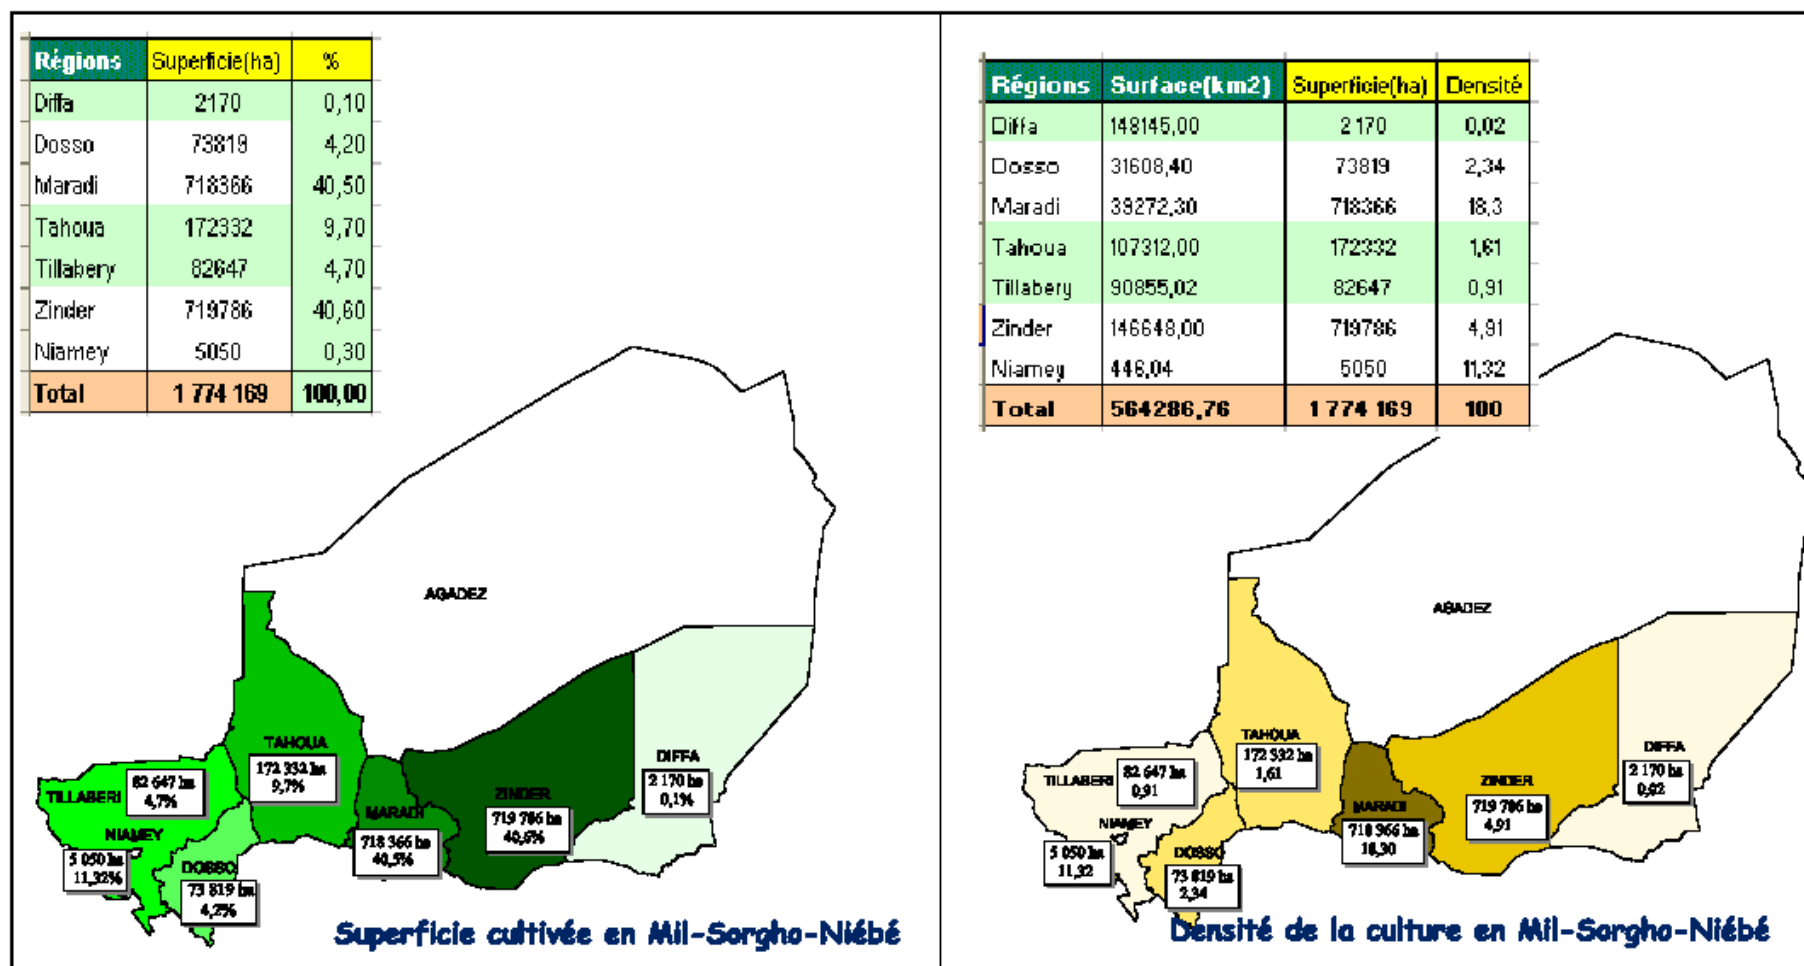 Régions Superficie(ha) %
Diffa 2170 0,10
Dosso 73819 4,20
Maradi 718366 40,50
Tahoua 172332 9,70
Tillabery 82647 4,70
Zinder 719786 40,60
Niamey 5050 0,30
Total 1 774 169 100,00
AGADEZ
TAHOUA
172 332 ha
9,7%
DIFFA
2 170 ha
0,1%
TILLABERI
82 647 ha
4,7%
ZINDER
719 786 ha
40,6%
MARADI
718 366 ha
40,5%
NIAMEY
5 050 ha
11,32%
DOSSO
73 819 ha
4,2%
Superficie cultivée en Mil-Sorgho-Niébé
Régions Surface(km2) Superficie(ha) Densité
Diffa 148145,00 2 170 0,02
Dosso 31608,40 73819 2,34
Maradi 39272,30 718366 18,3
Tahoua 107312,00 172332 1,61
Tillabery 90855,02 82647 0,91
Zinder 146648,00 719786 4,91
Niamey 446,04 5050 11,32
Total 564286,76 1 774 169 100
AGADEZ
TAHOUA
172 332 ha
1,61
DIFFA
2 170 ha
0,02
TILLABERI
82 647 ha
0,91
ZINDER
719 786 ha
4,91
MARADI
718 366 ha
18,30
NIAMEY
5 050 ha
11,32
DOSSO
73 819 ha
2,34
Densité de la culture en Mil-Sorgho-Niébé